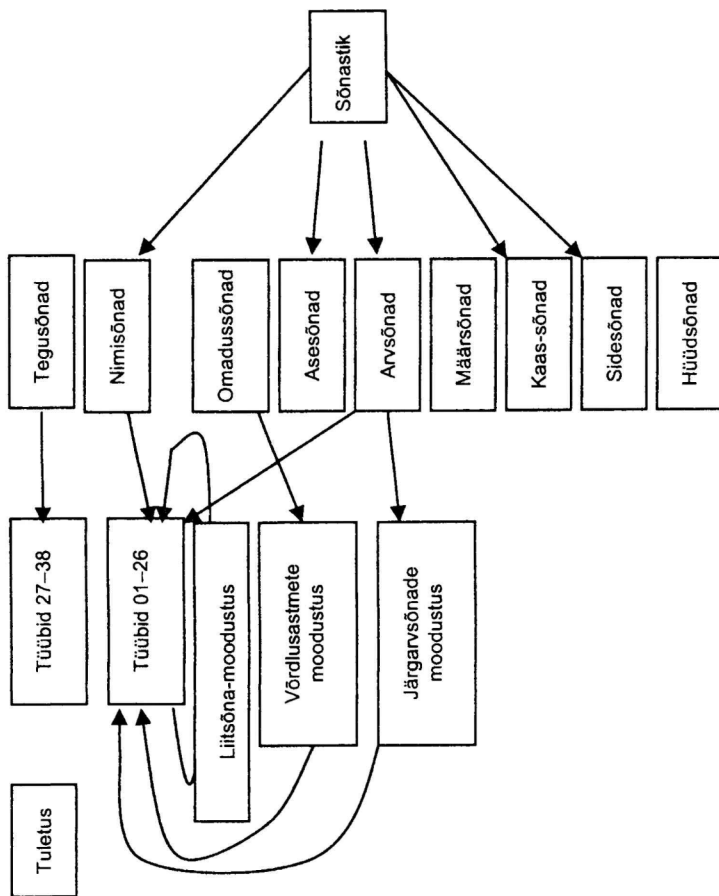 Sõnastik
Tegusõnad
Nimisõnad
Omadussõnad
Asesõnad
Arvsõnad
Määrsõnad
Kaas-sõnad
Sidesõnad
Hüüdsõnad
Tüübid 27–38
Tüübid 01–26
Liitsõna-moodustus
Võrdlusastmete
moodustus
Järgarvsõnade
moodustus
Tuletus